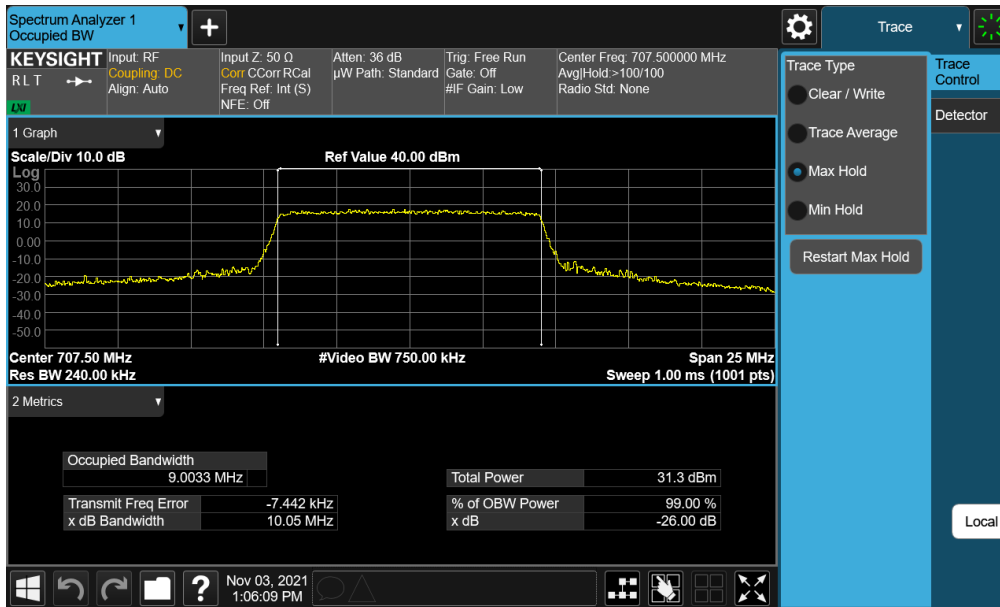 Spectrum Analyzer 1
Occupied BW
+
Trace
KEYSIGHT Input: RF Input Z: 50 Ω Atten: 36 dB Trig: Free Run Center Freq: 707.500000 MHz
R L T Coupling: DC Corr CCorr RCal µW Path: Standard Gate: Off Avg|Hold:>100/100
Align: Auto Freq Ref: Int (S) #IF Gain: Low Radio Std: None
LXI NFE: Off
1 Graph
Scale/Div 10.0 dB Ref Value 40.00 dBm
Log
30.0
20.0
10.0
0.00
-10.0
-20.0
-30.0
-40.0
-50.0
Center 707.50 MHz #Video BW 750.00 kHz Span 25 MHz
Res BW 240.00 kHz Sweep 1.00 ms (1001 pts)
2 Metrics
Occupied Bandwidth
9.0033 MHz Total Power 31.3 dBm
Transmit Freq Error -7.442 kHz % of OBW Power 99.00 %
x dB Bandwidth 10.05 MHz x dB -26.00 dB
Trace Type
Clear / Write
Trace Average
Max Hold
Min Hold
Restart Max Hold
Trace
Control
Detector
Local
?
Nov 03, 2021
1:06:09 PM